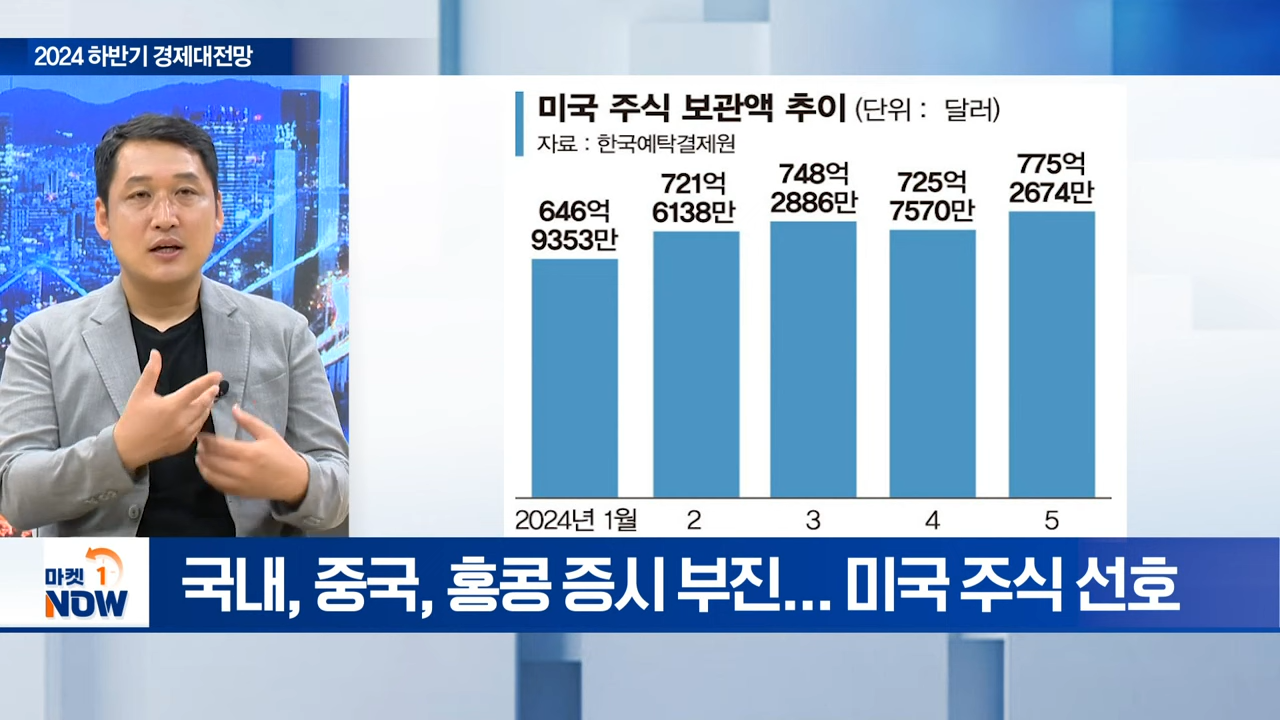 2024 하반기 경제대전망
미국 주식 보관액 추이 (단위 : 달러)
자료 : 한국예탁결제원
646억
9353만
721억
6138만
748억
2886만
725억
7570만
775억
2674만
2024년 1월 2 3 4 5
마켓 1
NOW
국내, 중국, 홍콩 증시 부진... 미국 주식 선호